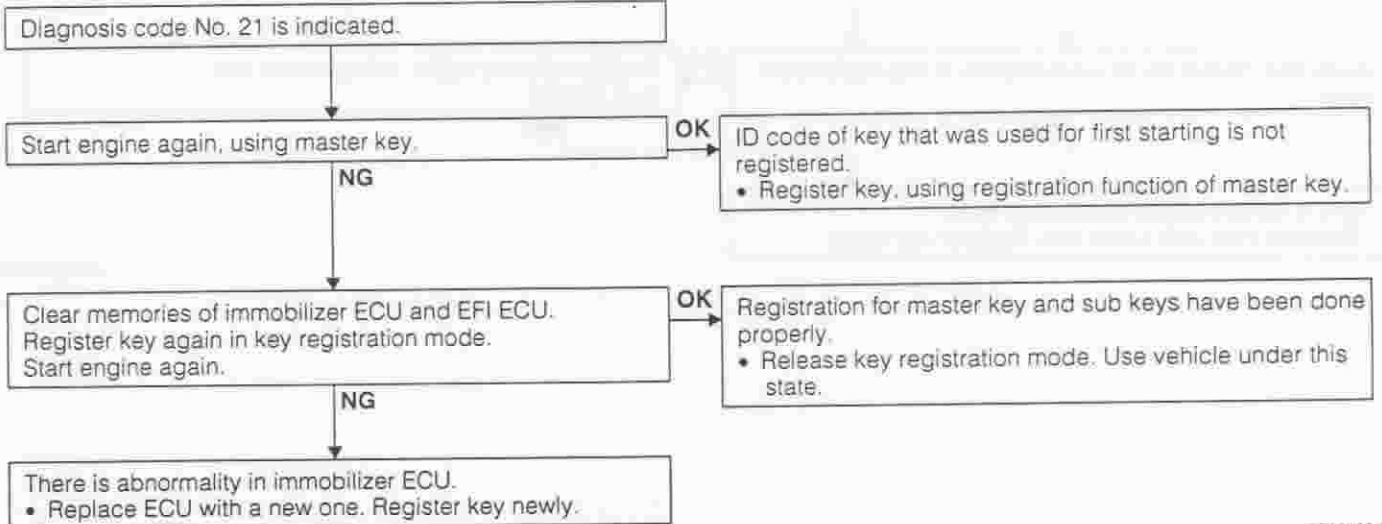 Diagnosis code No. 21 is indicated.
Start engine again, using master key.
OK
ID code of key that was used for first starting is not
registered.
• Register key, using registration function of master key.
NG
Clear memories of immobilizer ECU and EFI ECU.
Register key again in key registration mode.
Start engine again.
OK
Registration for master key and sub keys have been done
properly.
• Release key registration mode. Use vehicle under this
state.
NG
There is abnormality in immobilizer ECU.
• Replace ECU with a new one. Register key newly.